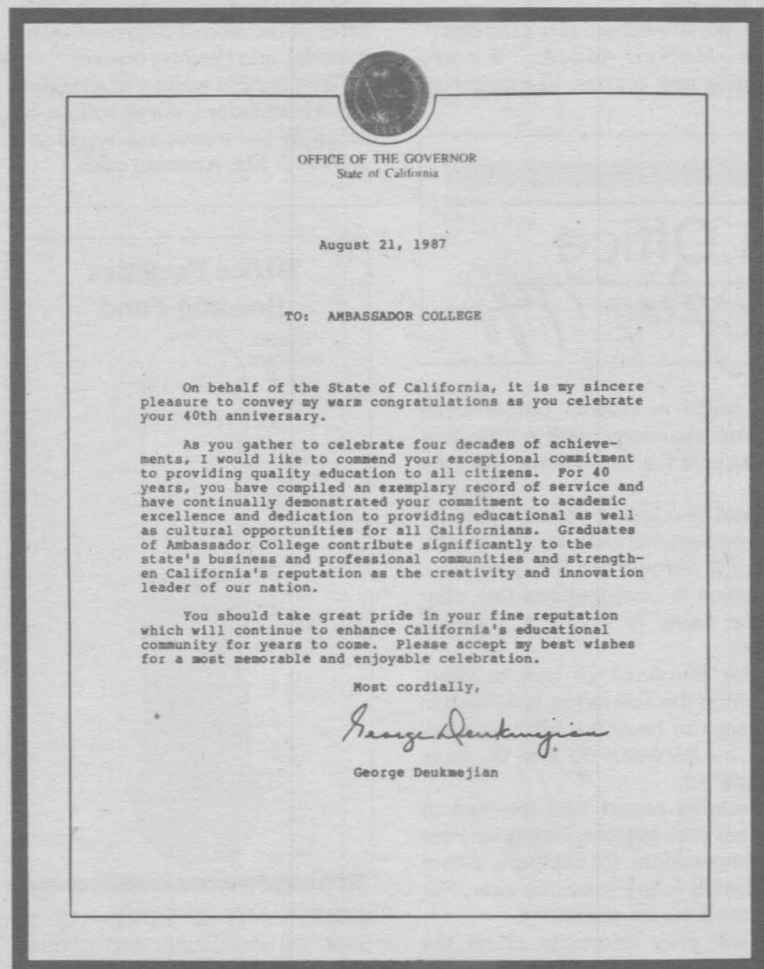 OFFICE OF THE GOVERNOR
State of California
August 21, 1987
TO: AMBASSADOR COLLEGE
On behalf of the State of California, it is my sincere
pleasure to convey my warm congratulations as you celebrate
your 40th anniversary.
As you gather to celebrate four decades of achieve-
ments, I would like to commend your exceptional commitment
to providing quality education to all citizens. For 40
years, you have compiled an exemplary record of service and
have continually demonstrated your commitment to academic
excellence and dedication to providing educational as well
as cultural opportunities for all Californians. Graduates
of Ambassador College contribute significantly to the
state's business and professional communities and strength-
en California's reputation as the creativity and innovation
leader of our nation.
You should take great pride in your fine reputation
which will continue to enhance California's educational
community for years to come. Please accept my best wishes
for a most memorable and enjoyable celebration.
Most cordially,
George Deukmejian
George Deukmejian